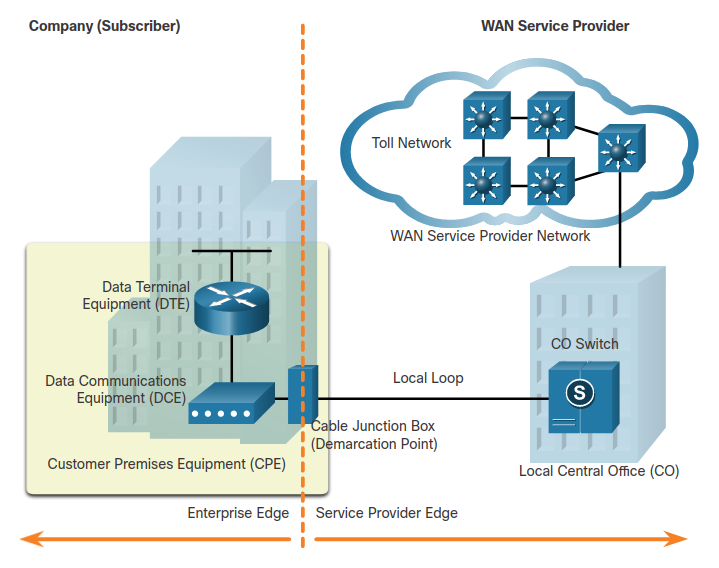 Company (Subscriber)
WAN Service Provider
Toll Network
WAN Service Provider Network
Data Terminal
Equipment (DTE)
CO Switch
Data Communications
Equipment (DCE)
Local Loop
S
Cable Junction Box
(Demarcation Point)
Customer Premises Equipment (CPE)
Local Central Office (CO)
Enterprise Edge
Service Provider Edge